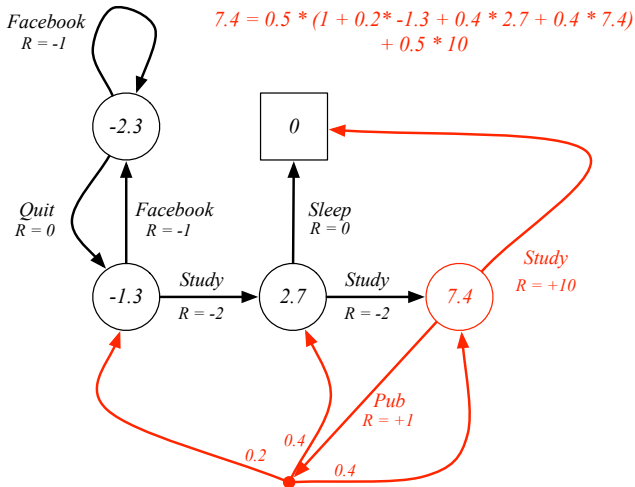 Facebook
R = -1
7.4 = 0.5 * (1 + 0.2* -1.3 + 0.4 * 2.7 + 0.4 * 7.4)
+ 0.5 * 10
-2.3
0
Quit
R = 0
Facebook
R = -1
Sleep
R = 0
Study
R = +10
-1.3
Study
R = -2
2.7
Study
R = -2
7.4
Pub
R = +1
0.2
0.4
0.4